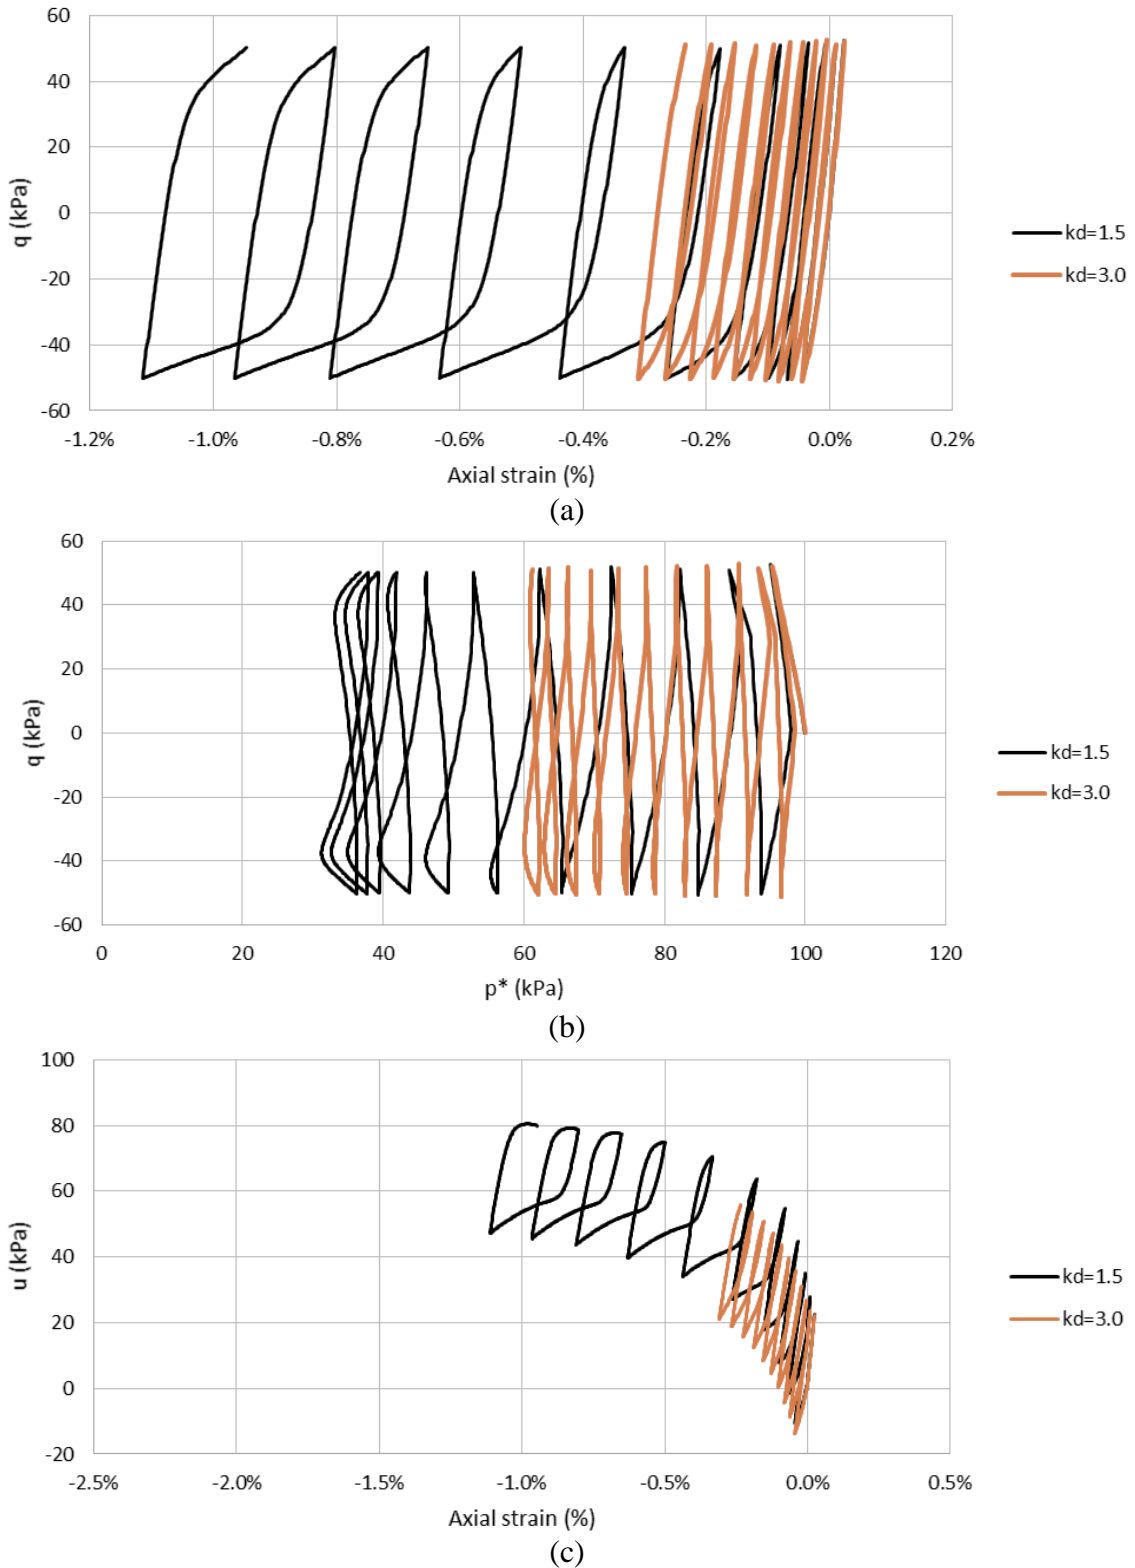 60
40
20
0
-20
-40
-60
q (kPa)
-1.2% -1.0% -0.8% -0.6% -0.4% -0.2% 0.0% 0.2%
Axial strain (%)
kd=1.5
kd=3.0
(a)
60
40
20
0
-20
-40
-60
q (kPa)
0 20 40 60 80 100 120
p* (kPa)
kd=1.5
kd=3.0
(b)
100
80
60
40
20
0
-20
u (kPa)
-2.5% -2.0% -1.5% -1.0% -0.5% 0.0% 0.5%
Axial strain (%)
kd=1.5
kd=3.0
(c)